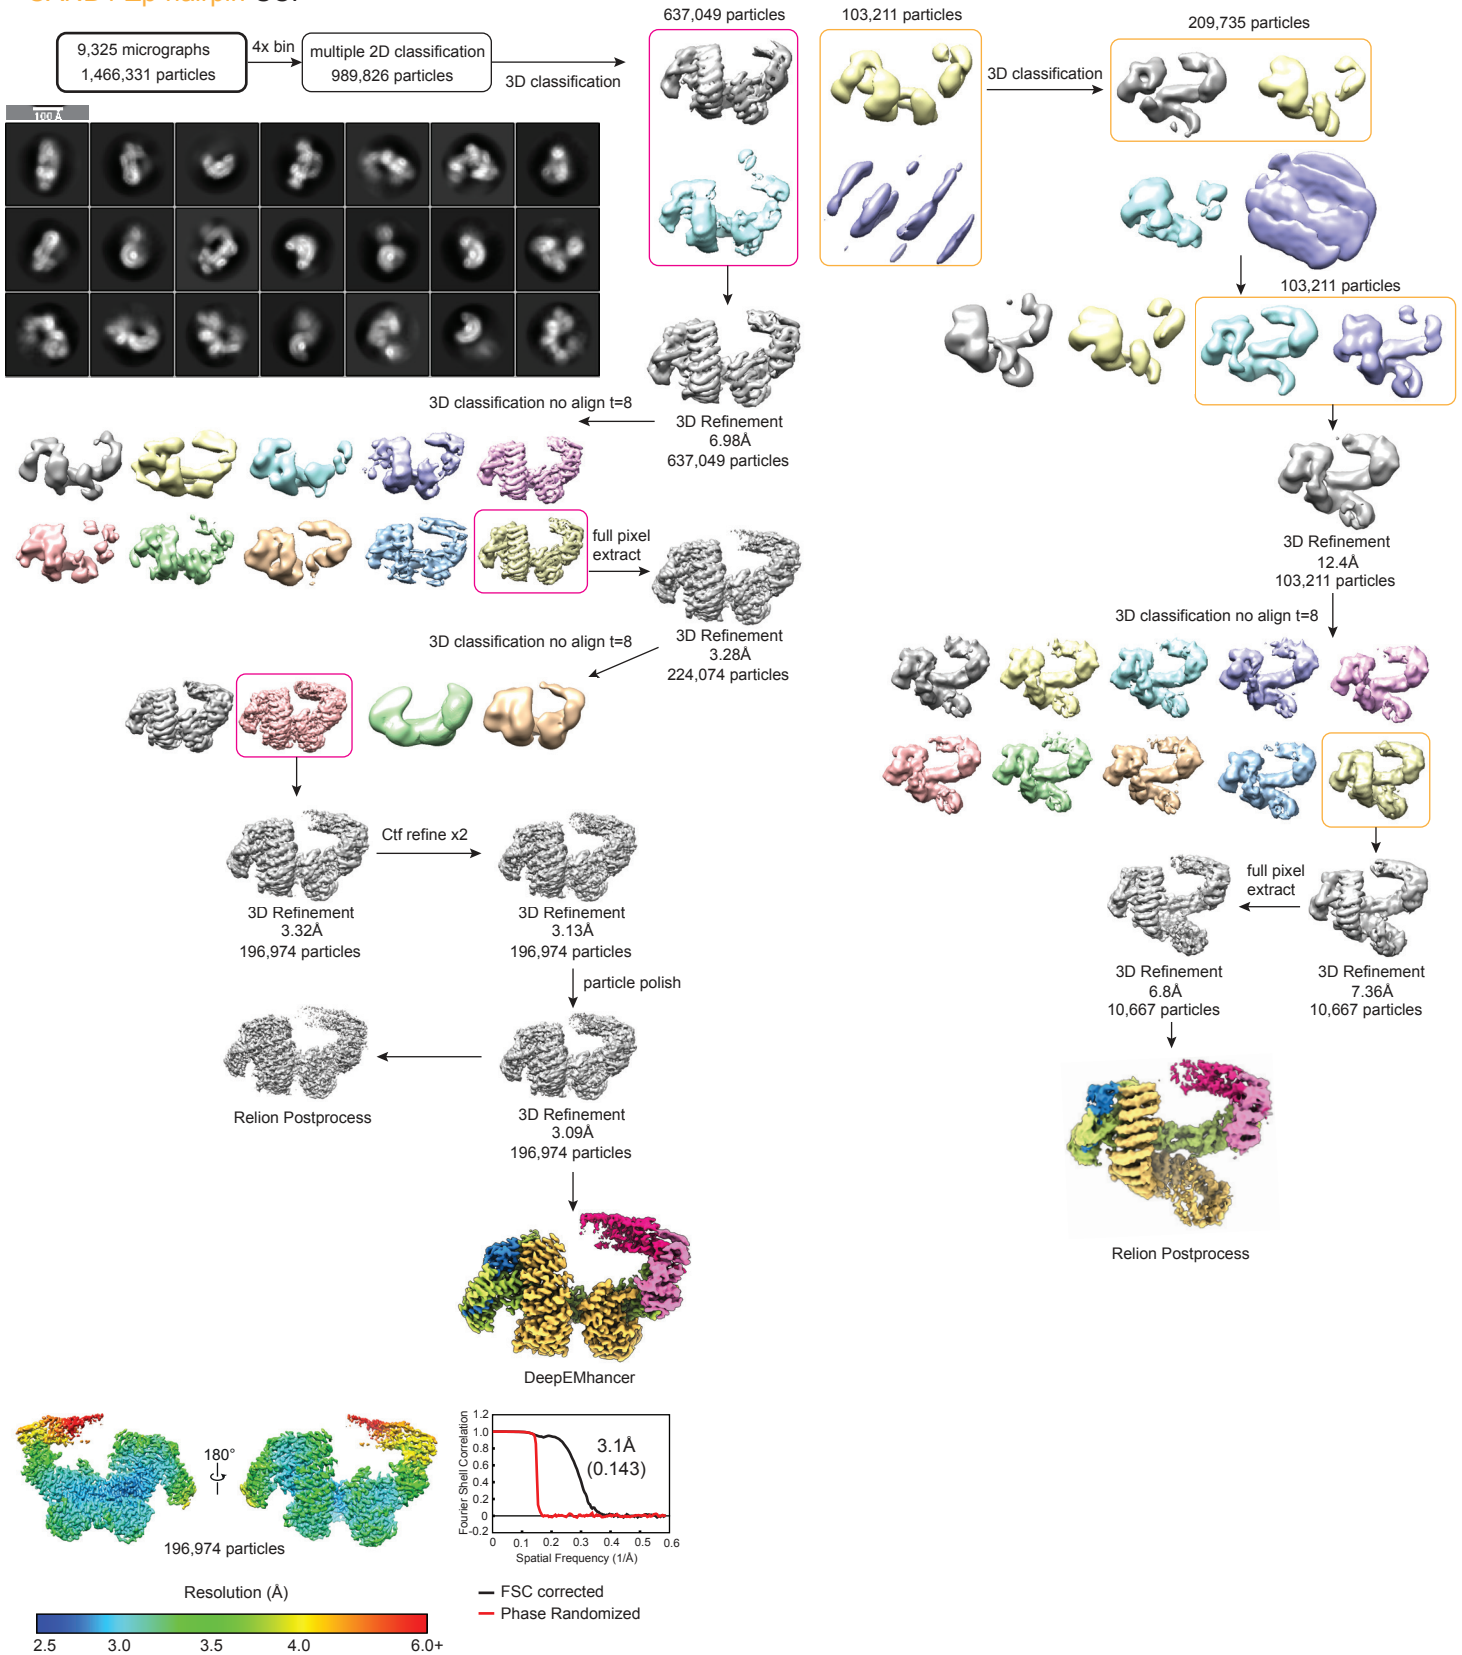 637,049 particles
103,211 particles
209,735 particles
9,325 micrographs
1,466,331 particles
4x bin
multiple 2D classification
989,826 particles
3D classification
3D classification
100 Å
103,211 particles
3D classification no align t=8
3D Refinement
6.98Å
637,049 particles
full pixel
extract
3D Refinement
12.4Å
103,211 particles
3D classification no align t=8
3D classification no align t=8
3D Refinement
3.28Å
224,074 particles
Ctf refine x2
full pixel
extract
3D Refinement
3.32Å
196,974 particles
3D Refinement
3.13Å
196,974 particles
3D Refinement
6.8Å
10,667 particles
3D Refinement
7.36Å
10,667 particles
particle polish
Relion Postprocess
3D Refinement
3.09Å
196,974 particles
Relion Postprocess
DeepEMhancer
180°
196,974 particles
Resolution (Å)
2.5 3.0 3.5 4.0 6.0+
Fourier Shell Correlation
1.2
1.0
0.8
0.6
0.4
0.2
0
-0.2
3.1Å
(0.143)
0 0.1 0.2 0.3 0.4 0.5 0.6
Spatial Frequency (1/Å)
FSC corrected
Phase Randomized